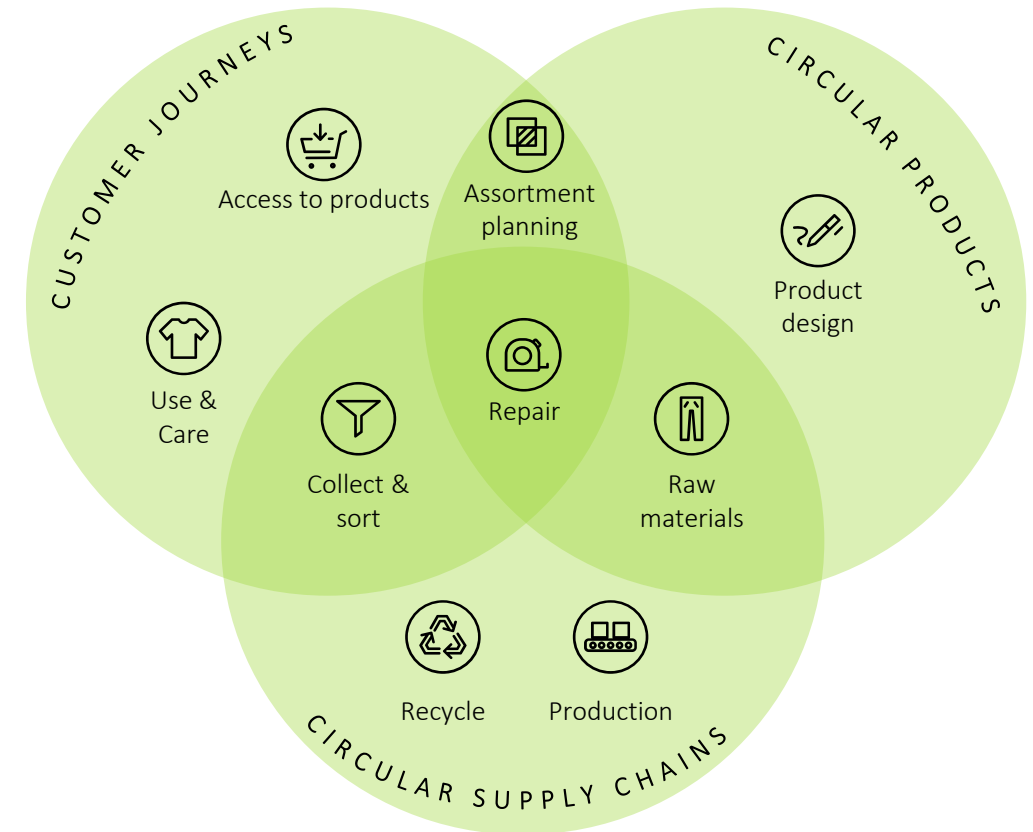 CUSTOMER JOURNEYS
CIRCULAR PRODUCTS
Access to products
Assortment
planning
Product
design
Use &
Care
Repair
Collect &
sort
Raw
materials
Recycle
Production
CIRCULAR SUPPLY CHAINS